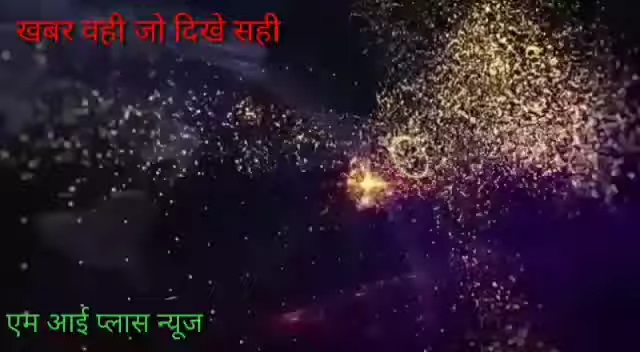 खबर वही जो दिखे सही
एम आई प्लास न्यूज